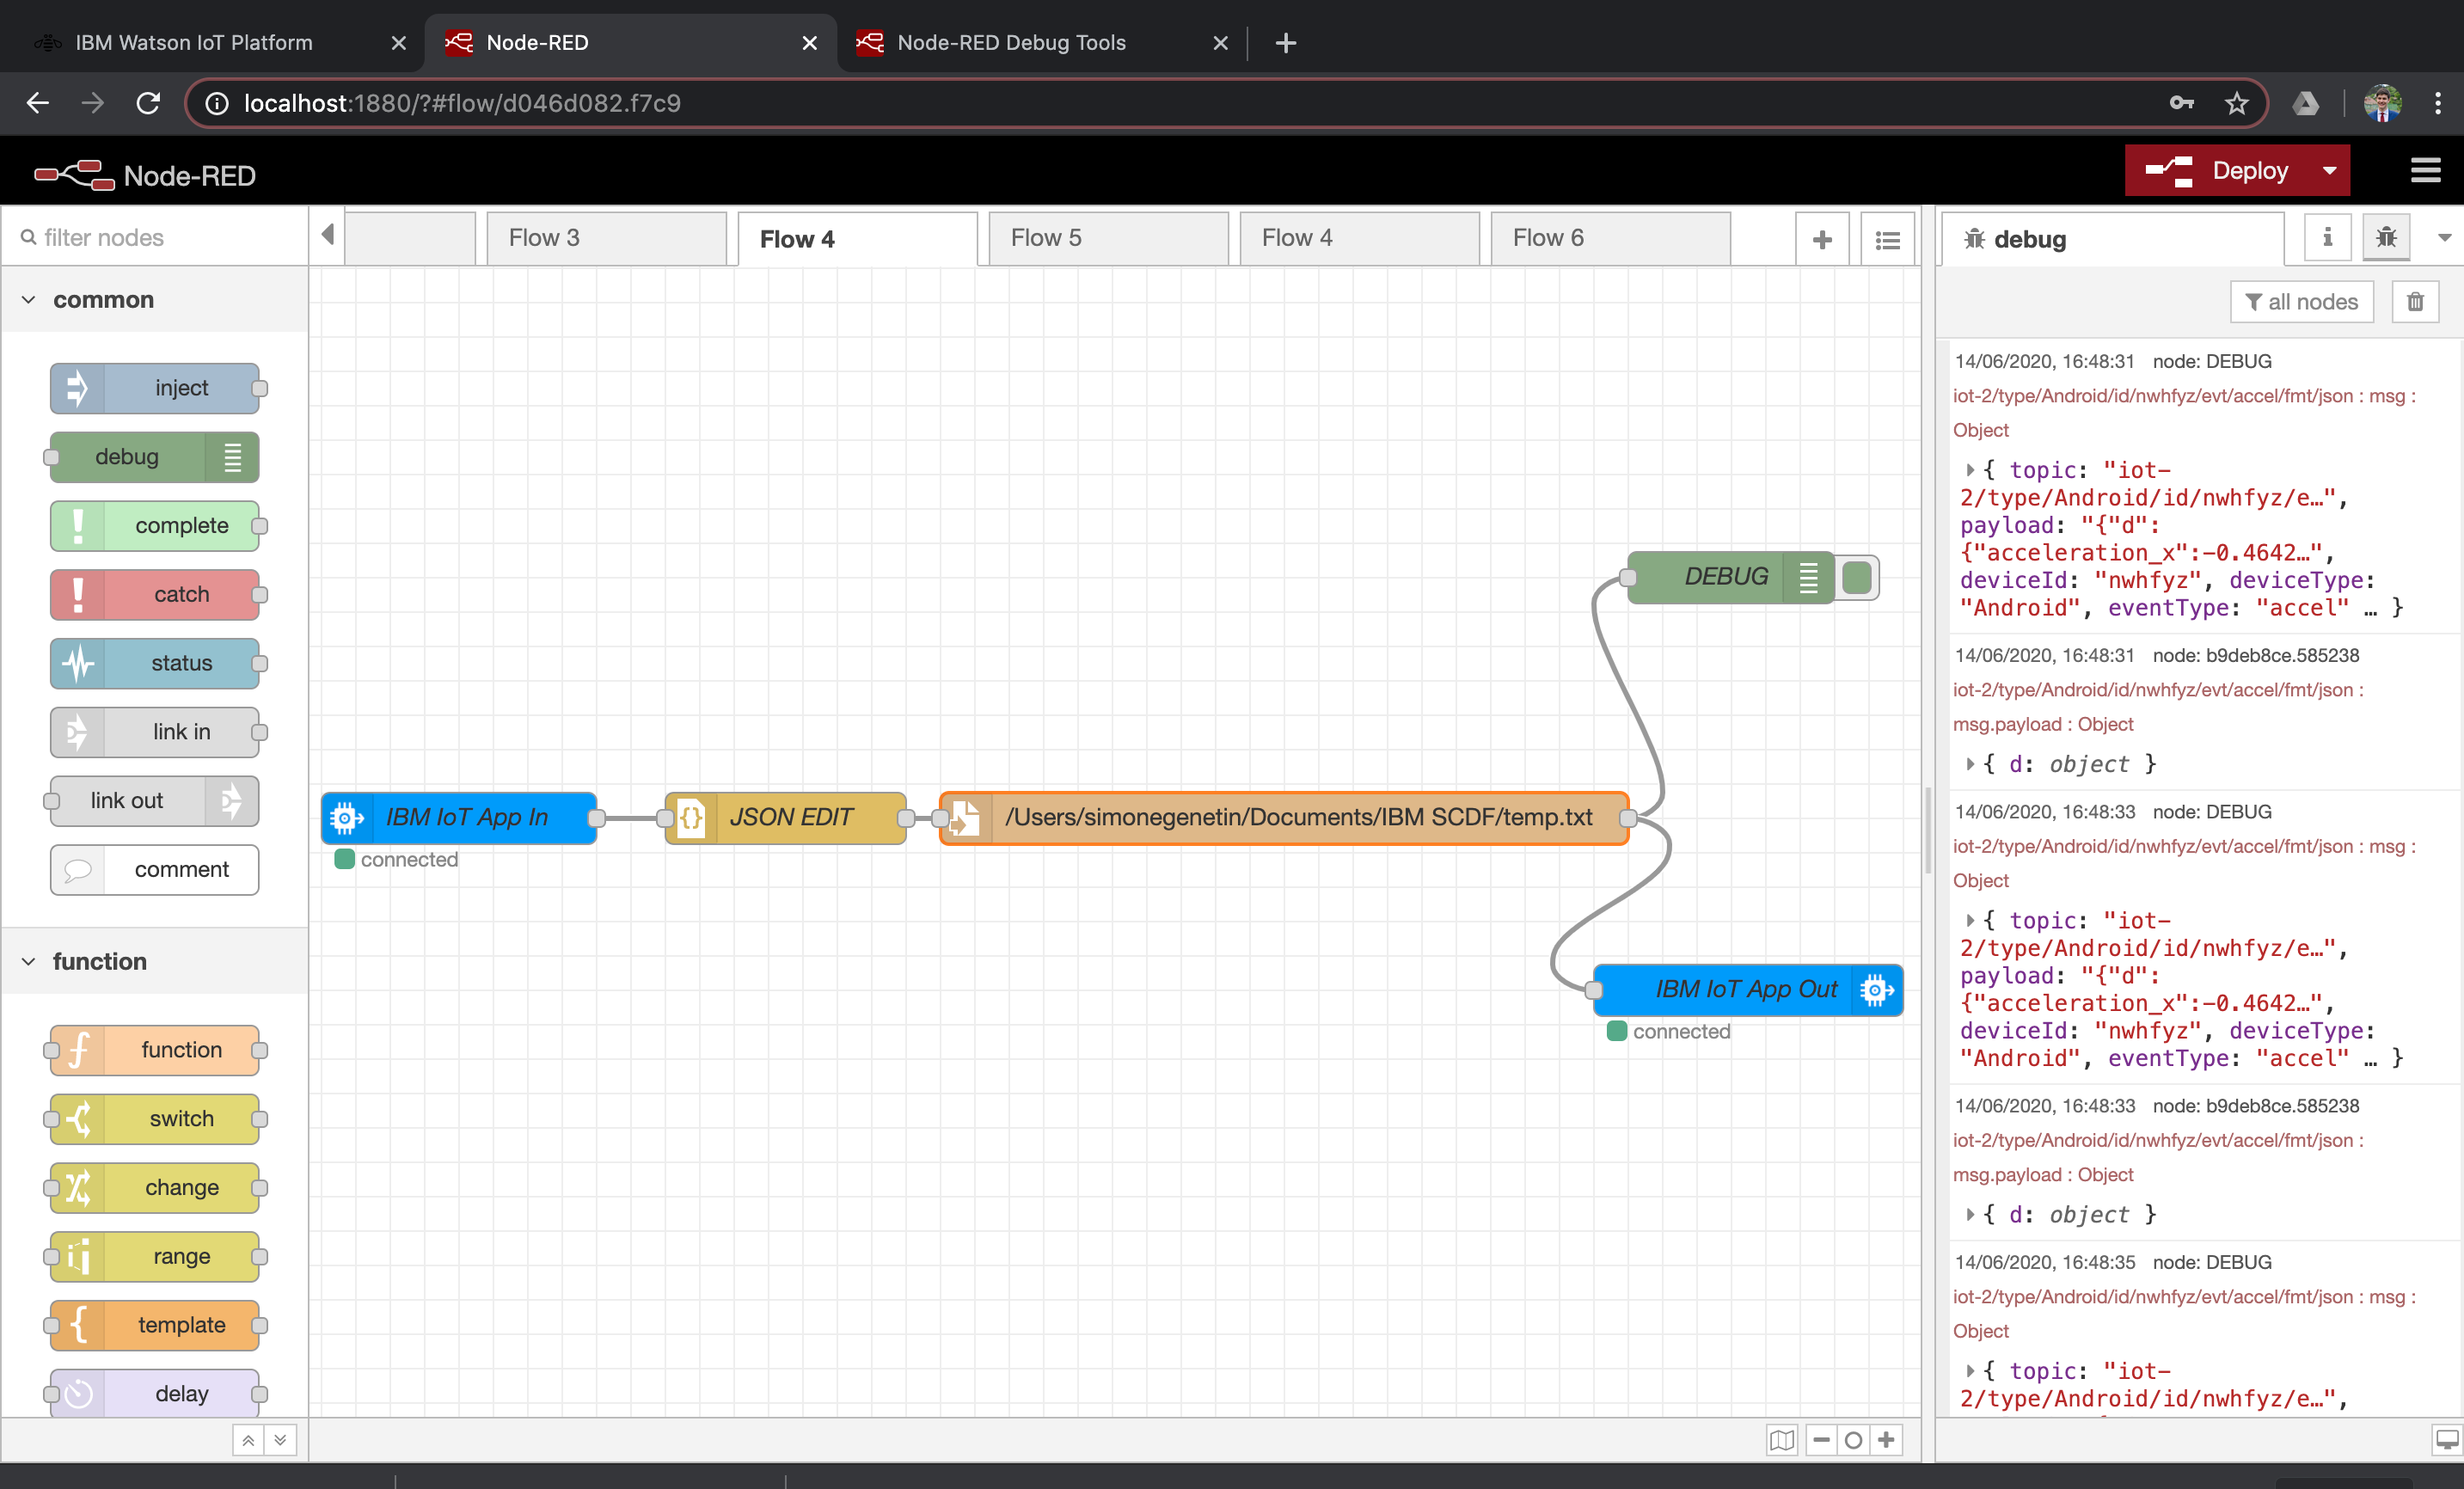 IBM Watson IoT Platform
Node-RED
Node-RED Debug Tools
localhost:1880/?#flow/d046d082.f7c9
Node-RED
Deploy
filter nodes
Flow 3
Flow 4
Flow 5
Flow 4
Flow 6
debug
i
all nodes
common
inject
debug
complete
catch
status
link in
link out
comment
function
function
switch
change
range
template
delay
IBM IoT App In
connected
JSON EDIT
/Users/simonegenetin/Documents/IBM SCDF/temp.txt
DEBUG
IBM IoT App Out
connected
14/06/2020, 16:48:31 node: DEBUG
iot-2/type/Android/id/nwhfyz/evt/accel/fmt/json : msg :
Object
{ topic: "iot-
2/type/Android/id/nwhfyz/e…",
payload: "{"d":
{"acceleration_x":-0.4642…",
deviceId: "nwhfyz", deviceType:
"Android", eventType: "accel" … }
14/06/2020, 16:48:31 node: b9deb8ce.585238
iot-2/type/Android/id/nwhfyz/evt/accel/fmt/json :
msg.payload : Object
{ d: object }
14/06/2020, 16:48:33 node: DEBUG
iot-2/type/Android/id/nwhfyz/evt/accel/fmt/json : msg :
Object
{ topic: "iot-
2/type/Android/id/nwhfyz/e…",
payload: "{"d":
{"acceleration_x":-0.4642…",
deviceId: "nwhfyz", deviceType:
"Android", eventType: "accel" … }
14/06/2020, 16:48:33 node: b9deb8ce.585238
iot-2/type/Android/id/nwhfyz/evt/accel/fmt/json :
msg.payload : Object
{ d: object }
14/06/2020, 16:48:35 node: DEBUG
iot-2/type/Android/id/nwhfyz/evt/accel/fmt/json : msg :
Object
{ topic: "iot-
2/type/Android/id/nwhfyz/e…",